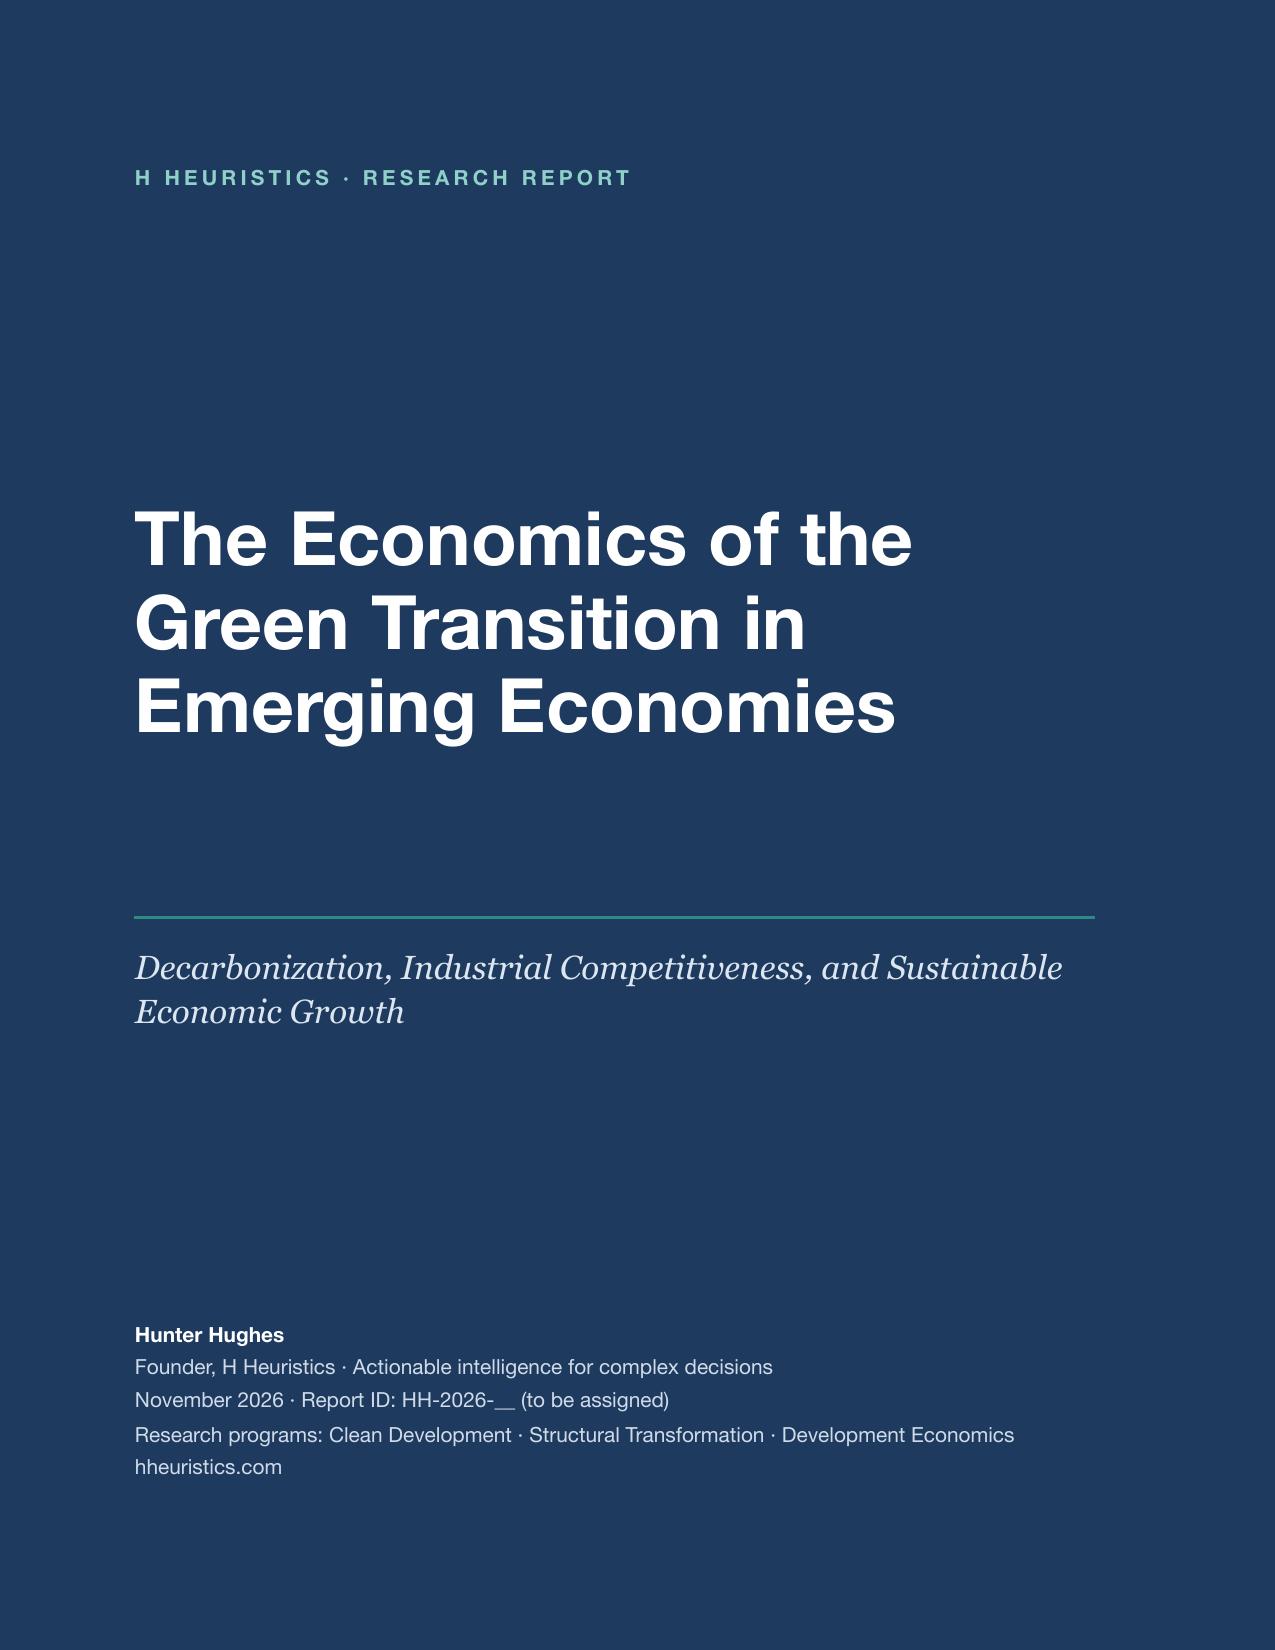 H HEURISTICS · RESEARCH REPORT
The Economics of the
Green Transition in
Emerging Economies
Decarbonization, Industrial Competitiveness, and Sustainable
Economic Growth
Hunter Hughes
Founder, H Heuristics · Actionable intelligence for complex decisions
November 2026 · Report ID: HH-2026-__ (to be assigned)
Research programs: Clean Development · Structural Transformation · Development Economics
hheuristics.com